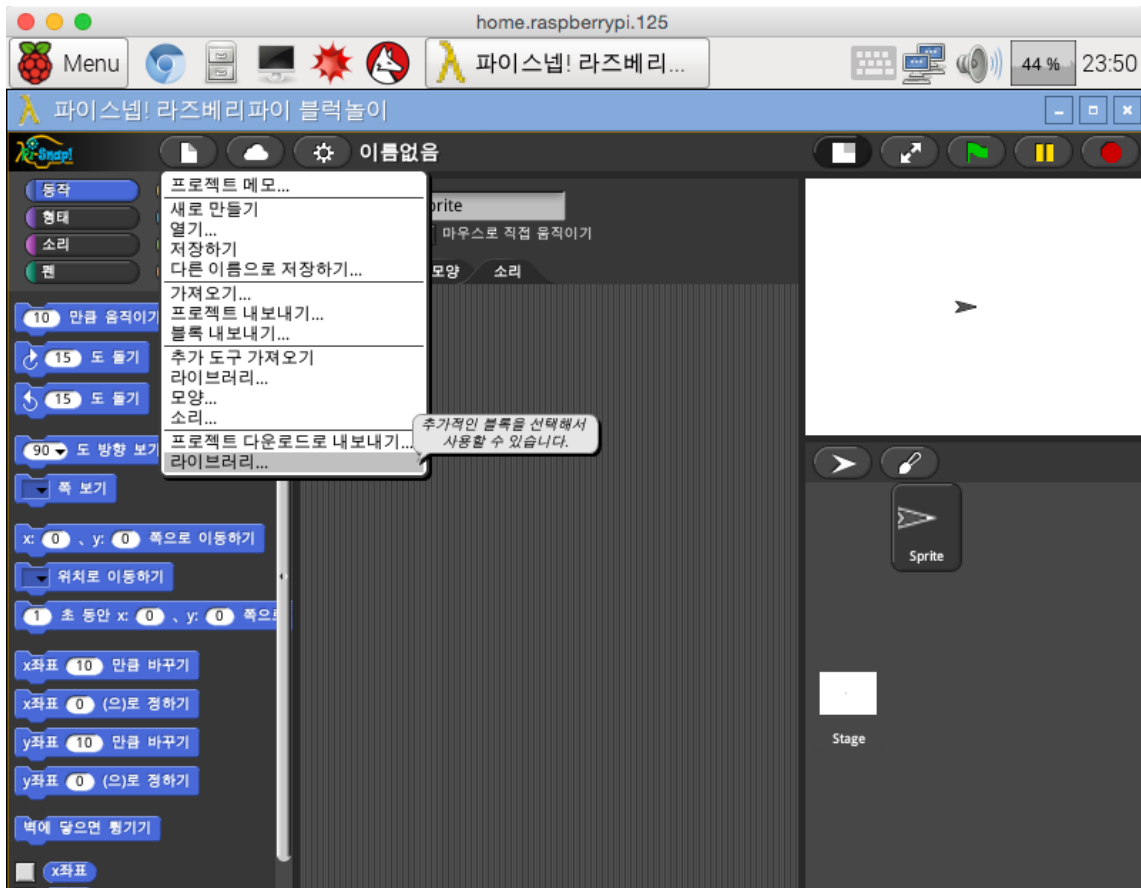 home.raspberrypi.125
Menu
파이스넵! 라즈베리...
44 %
23:50
파이스넵! 라즈베리파이 블럭놀이
이름없음
동작
형태
소리
펜
프로젝트 메모...
새로 만들기
열기...
저장하기
다른 이름으로 저장하기...
가져오기...
프로젝트 내보내기...
블록 내보내기...
추가 도구 가져오기
라이브러리...
모양...
소리...
프로젝트 다운로드로 내보내기...
라이브러리...
추가적인 블록을 선택해서
사용할 수 있습니다.
prite
마우스로 직접 움직이기
모양
소리
10 만큼 움직이기
15 도 돌기
15 도 돌기
90 도 방향 보기
쪽 보기
x: 0 、y: 0 쪽으로 이동하기
위치로 이동하기
1 초 동안 x: 0 、y: 0 쪽으로
x좌표 10 만큼 바꾸기
x좌표 0 (으)로 정하기
y좌표 10 만큼 바꾸기
y좌표 0 (으)로 정하기
벽에 닿으면 튕기기
x좌표
Sprite
Stage